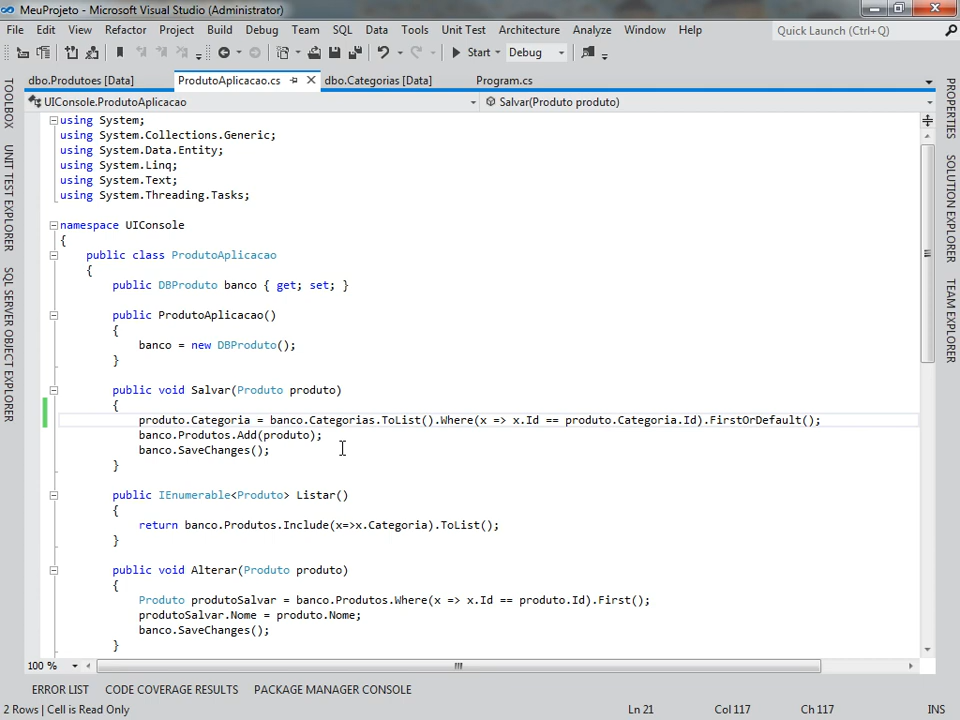 MeuProjeto - Microsoft Visual Studio (Administrator)
File Edit View Refactor Project Build Debug Team SQL Data Tools Unit Test Architecture Analyze Window Help
Quick Launch (Ctrl+Q)
Start Debug
dbo.Produtoes [Data] ProdutoAplicacao.cs dbo.Categorias [Data] Program.cs
UIConsole.ProdutoAplicacao Salvar(Produto produto)
TOOLBOX
UNIT TEST EXPLORER
SQL SERVER OBJECT EXPLORER
using System;
using System.Collections.Generic;
using System.Data.Entity;
using System.Linq;
using System.Text;
using System.Threading.Tasks;
namespace UIConsole
{
public class ProdutoAplicacao
{
public DBProduto banco { get; set; }
public ProdutoAplicacao()
{
banco = new DBProduto();
}
public void Salvar(Produto produto)
{
produto.Categoria = banco.Categorias.ToList().Where(x => x.Id == produto.Categoria.Id).FirstOrDefault();
banco.Produtos.Add(produto);
banco.SaveChanges();
}
public IEnumerable<Produto> Listar()
{
return banco.Produtos.Include(x=>x.Categoria).ToList();
}
public void Alterar(Produto produto)
{
Produto produtoSalvar = banco.Produtos.Where(x => x.Id == produto.Id).First();
produtoSalvar.Nome = produto.Nome;
banco.SaveChanges();
}
PROPERTIES
SOLUTION EXPLORER
TEAM EXPLORER
100 %
ERROR LIST CODE COVERAGE RESULTS PACKAGE MANAGER CONSOLE
2 Rows | Cell is Read Only Ln 21 Col 117 Ch 117 INS